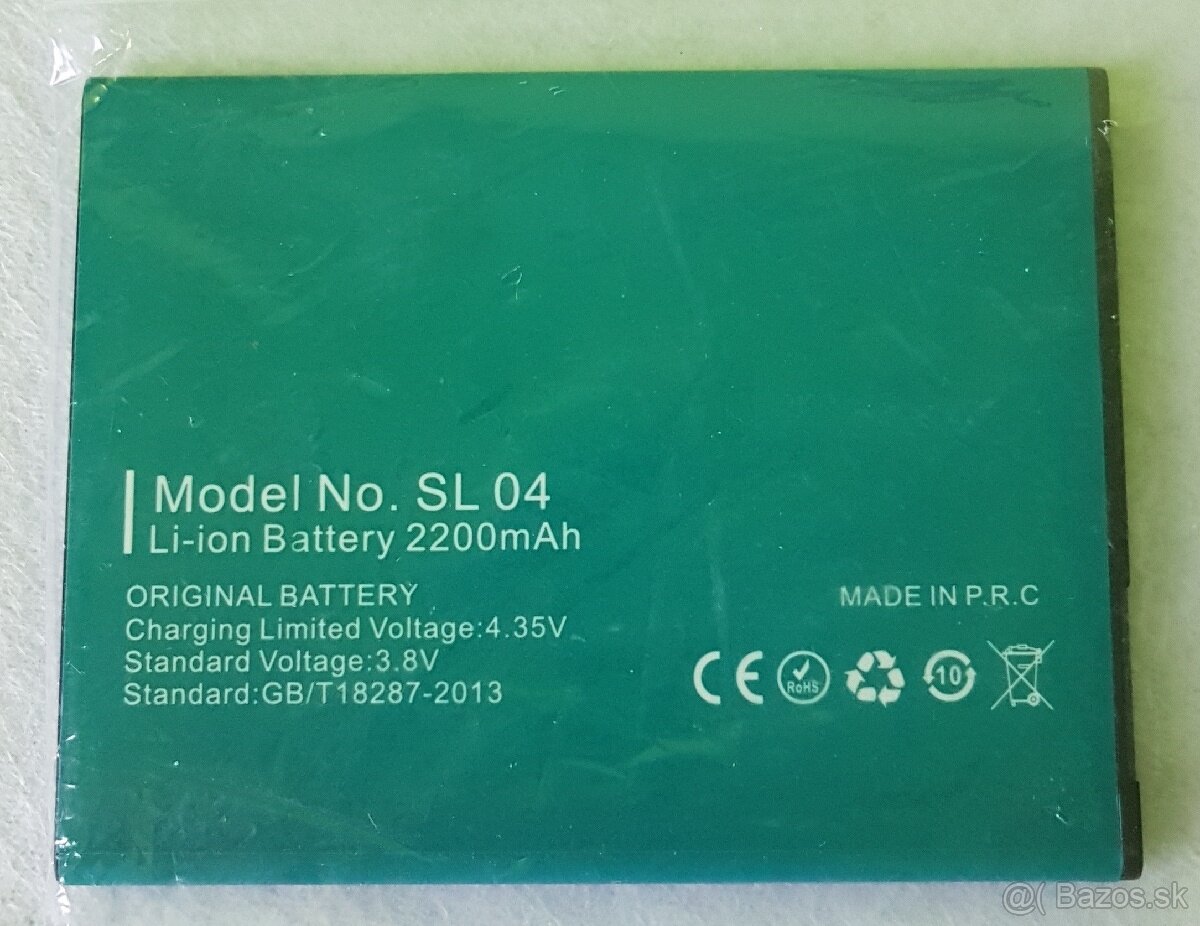 Model No. SL 04
Li-ion Battery 2200mAh
ORIGINAL BATTERY
Charging Limited Voltage:4.35V
Standard Voltage:3.8V
Standard:GB/T18287-2013
MADE IN P.R.C
CE
RoHS
10
@( Bazos.sk